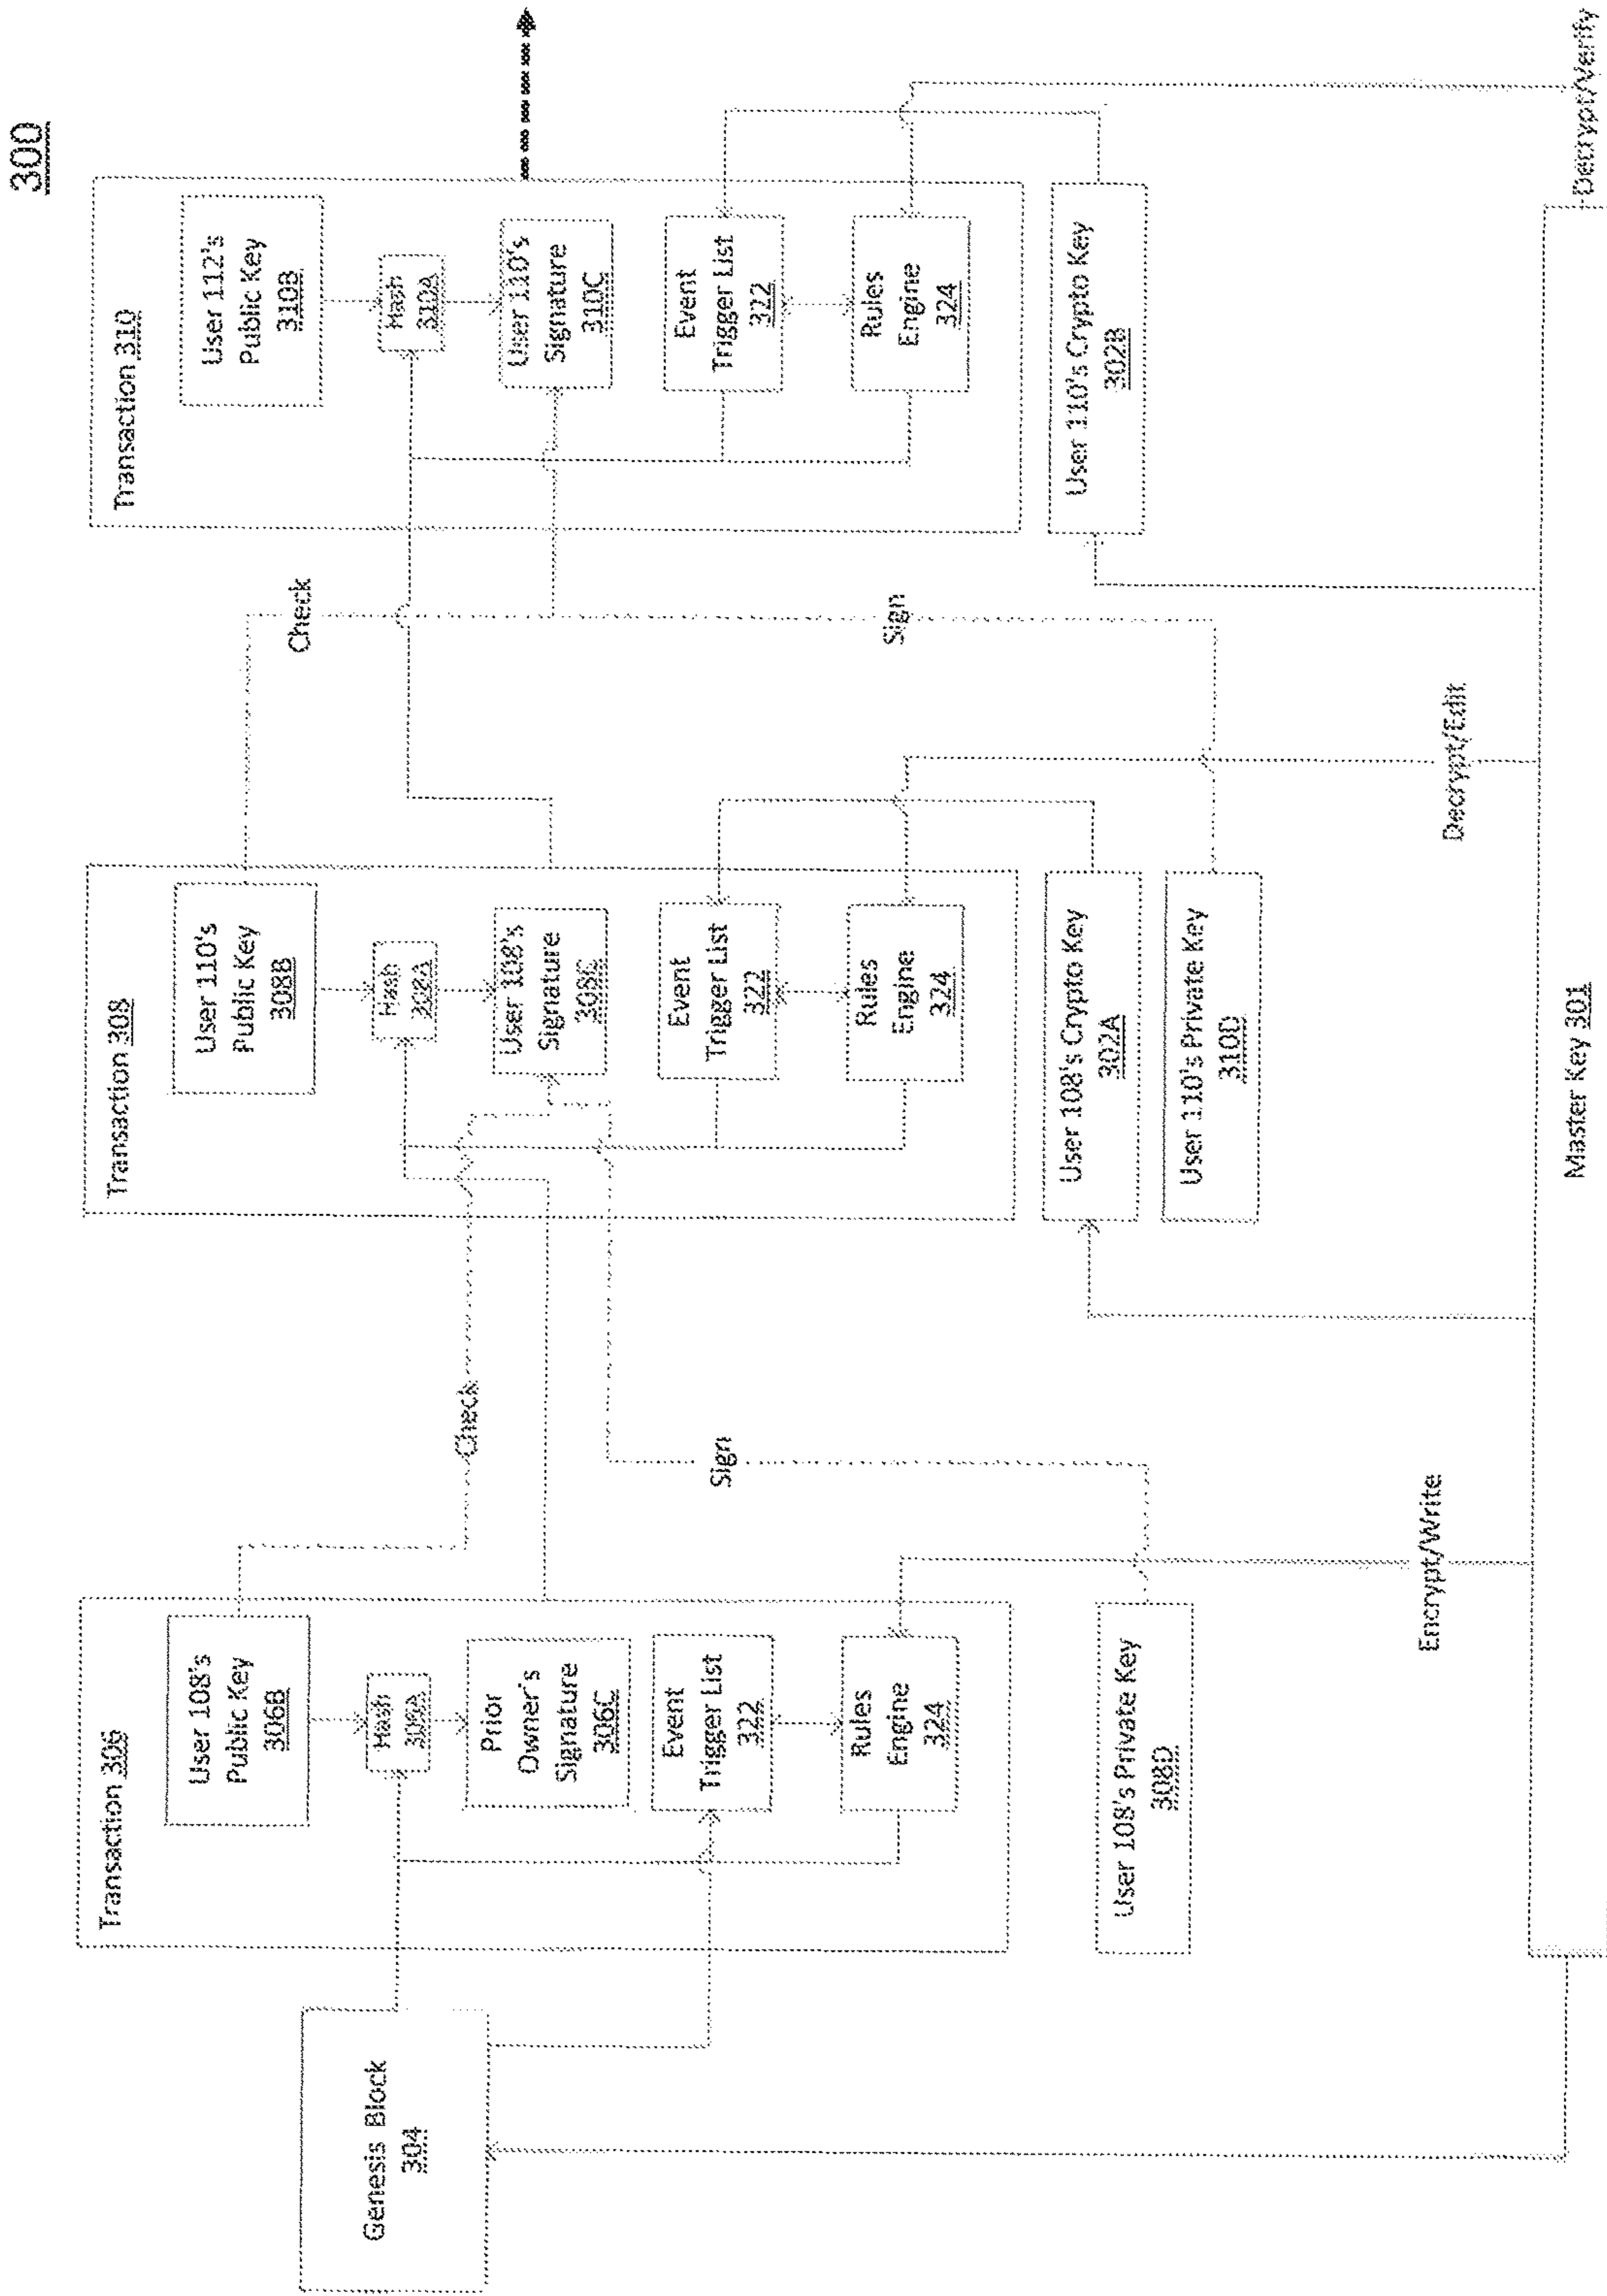 300
Genesis Block
304
Transaction 306
User 108's
Public Key
306B
Hash
306A
Prior
Owner's
Signature
306C
Event
Trigger List
322
Rules
Engine
324
User 108's Private Key
308D
Check
Sign
Encrypt/Write
Transaction 308
User 110's
Public Key
308B
Hash
308A
User 108's
Signature
308C
Event
Trigger List
322
Rules
Engine
324
User 108's Crypto Key
302A
User 110's Private Key
310D
Check
Sign
Decrypt/Edit
Transaction 310
User 112's
Public Key
310B
Hash
310A
User 110's
Signature
310C
Event
Trigger List
322
Rules
Engine
324
User 110's Crypto Key
302B
Decrypt/Verify
Master Key 301